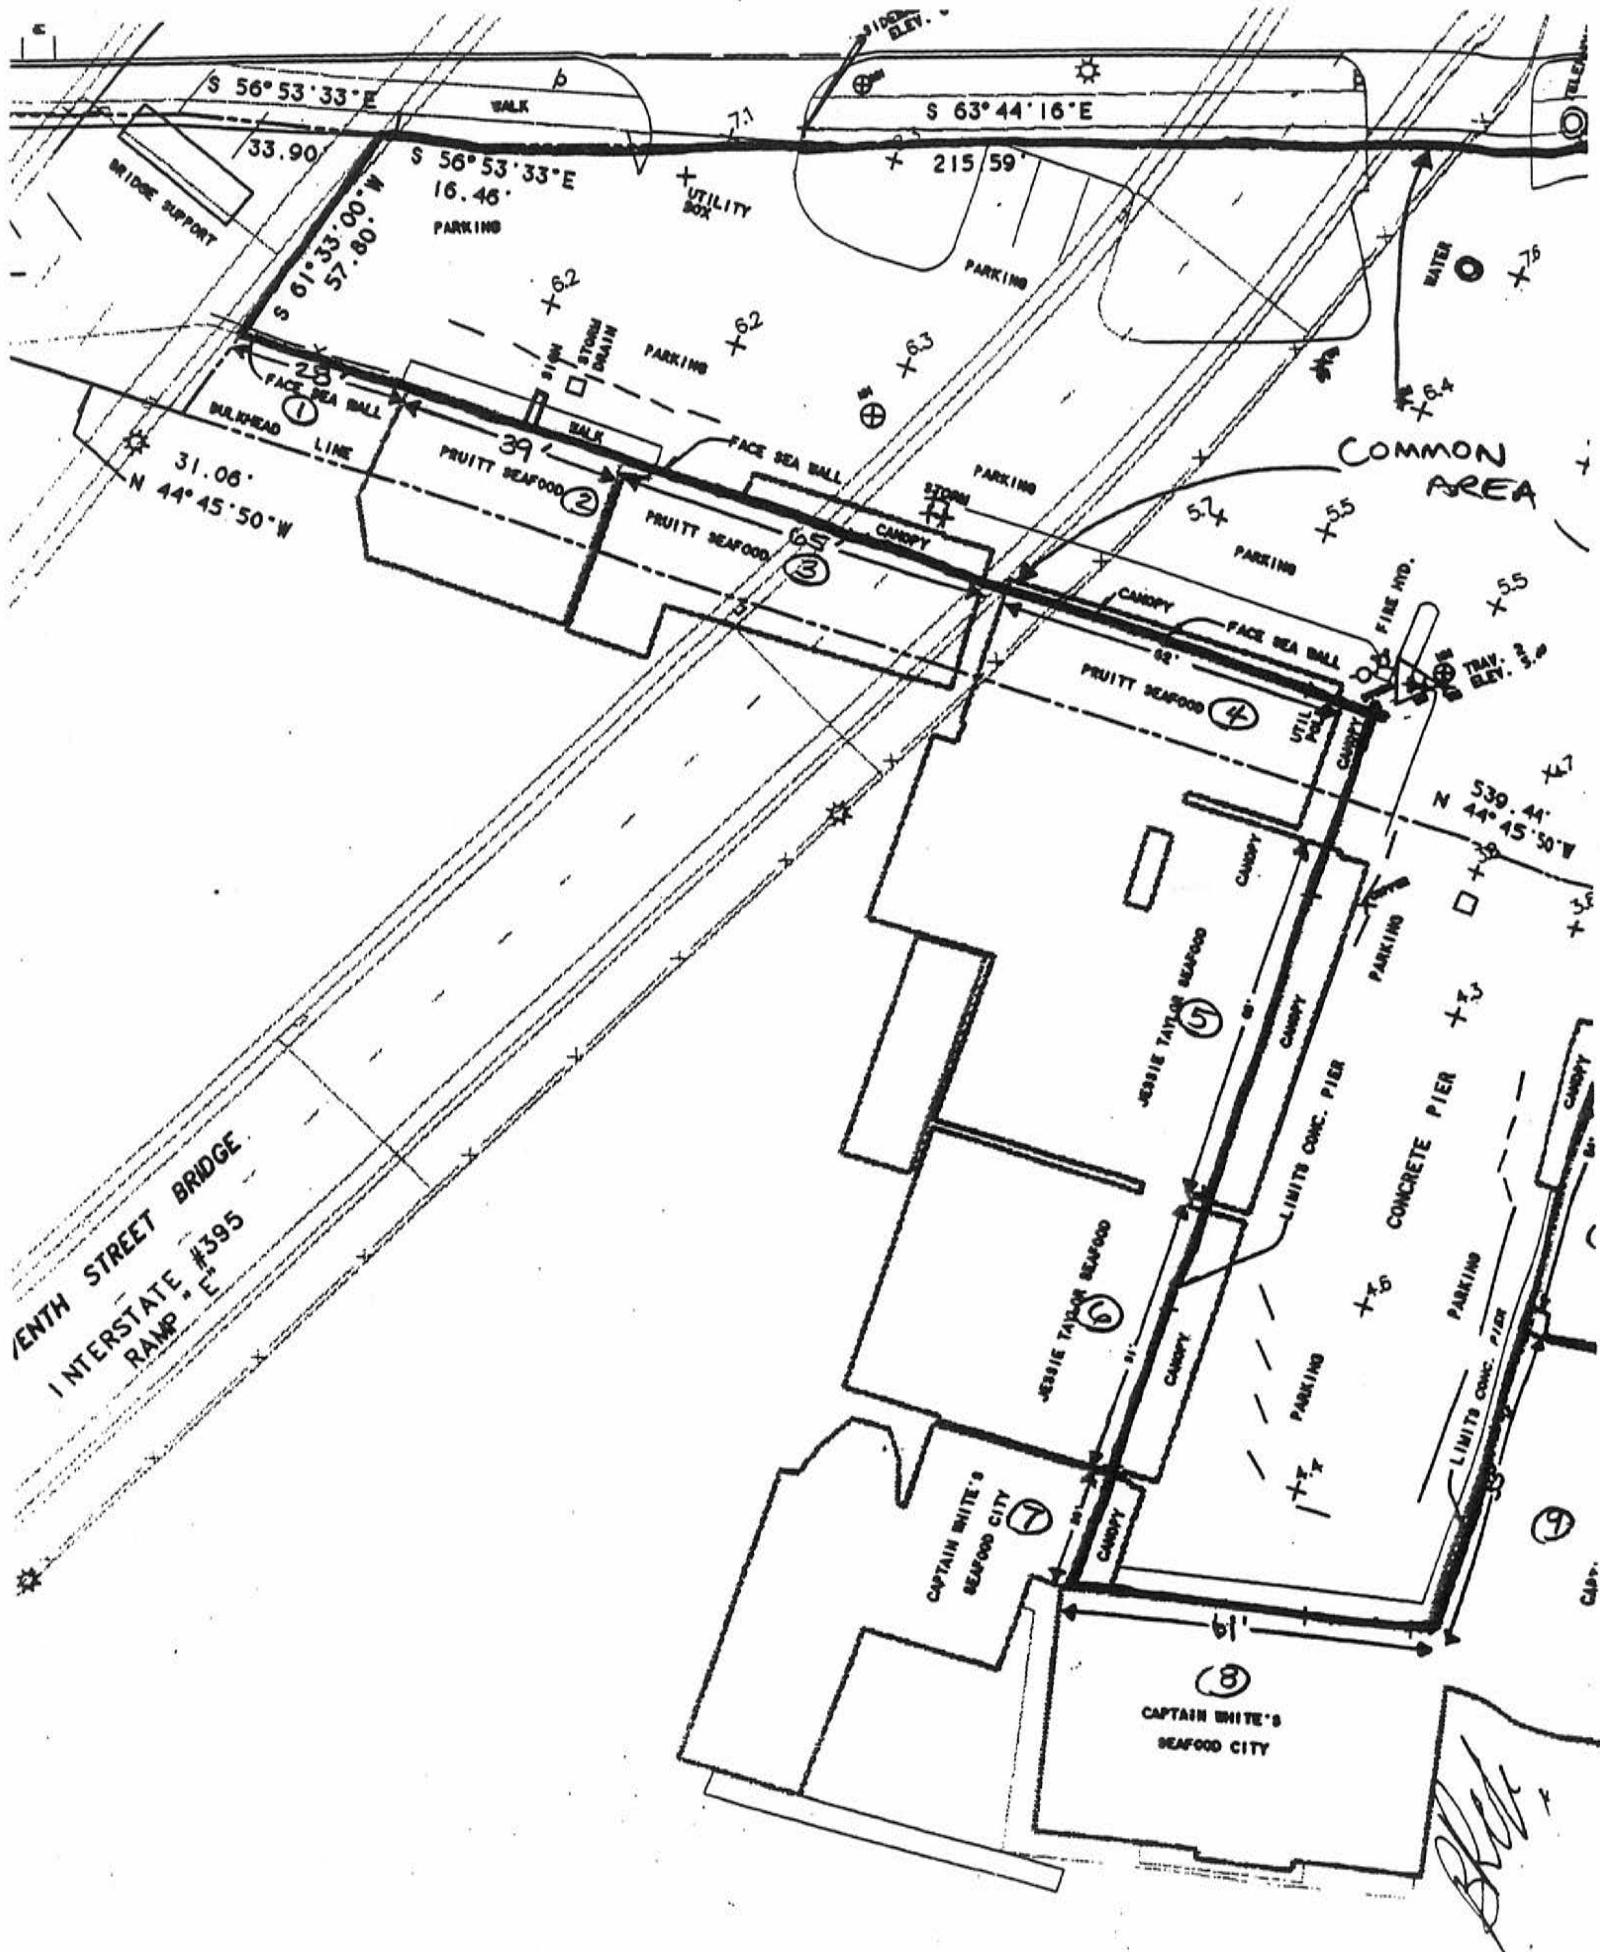 S 56°53'33"E
WALK
33.90
BRIDGE SUPPORT
S 56°53'33"E
16.46'
PARKING
S 61°33'00"W
57.80'
7.1
UTILITY
BOX
S 63°44'16"E
215.59'
PARKING
WATER
7.6
6.2
6.2
6.3
6.4
SIGN
STORM
DRAIN
PARKING
FACE SEA WALL
①
BULKHEAD LINE
31.06'
N 44°45'50"W
39'
WALK
PRUITT SEAFOOD ②
FACE SEA WALL
PRUITT SEAFOOD
65'
③
CANOPY
STORM
PARKING
COMMON
AREA
5.5
PARKING
5.5
FIRE HYD.
CANOPY
FACE SEA WALL
62'
PRUITT SEAFOOD ④
UTIL
POLE
CANOPY
539.44'
N 44°45'50"W
CANOPY
PARKING
JESSIE TAYLOR SEAFOOD
⑤
CANOPY
LIMITS CONC. PIER
CONCRETE PIER
CANOPY
VENTH STREET BRIDGE
INTERSTATE #395
RAMP "E"
JESSIE TAYLOR SEAFOOD
⑥
CANOPY
PARKING
PARKING
LIMITS CONC. PIER
CAPTAIN WHITE'S
SEAFOOD CITY
⑦
CANOPY
⑨
61'
⑧
CAPTAIN WHITE'S
SEAFOOD CITY